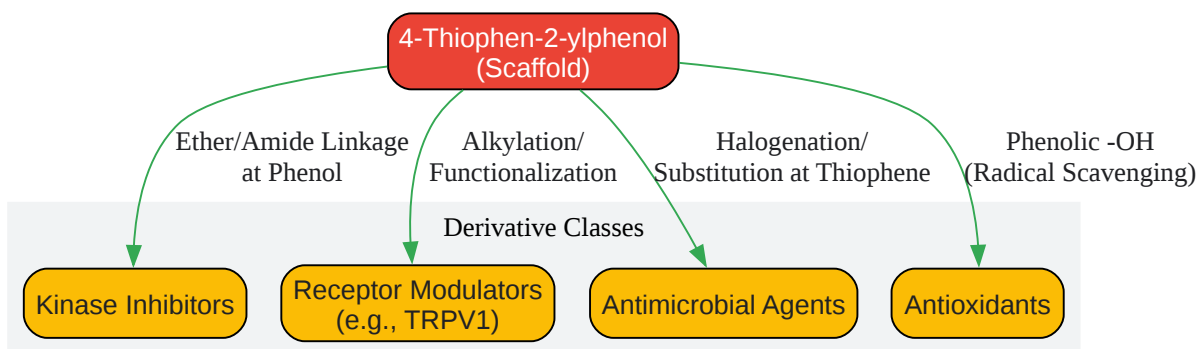 4-Thiophen-2-ylphenol
(Scaffold)
Ether/Amide Linkage
at Phenol
Alkylation/
Functionalization
Halogenation/
Substitution at Thiophene
Phenolic -OH
(Radical Scavenging)
Derivative Classes
Kinase Inhibitors
Receptor Modulators
(e.g., TRPV1)
Antimicrobial Agents
Antioxidants